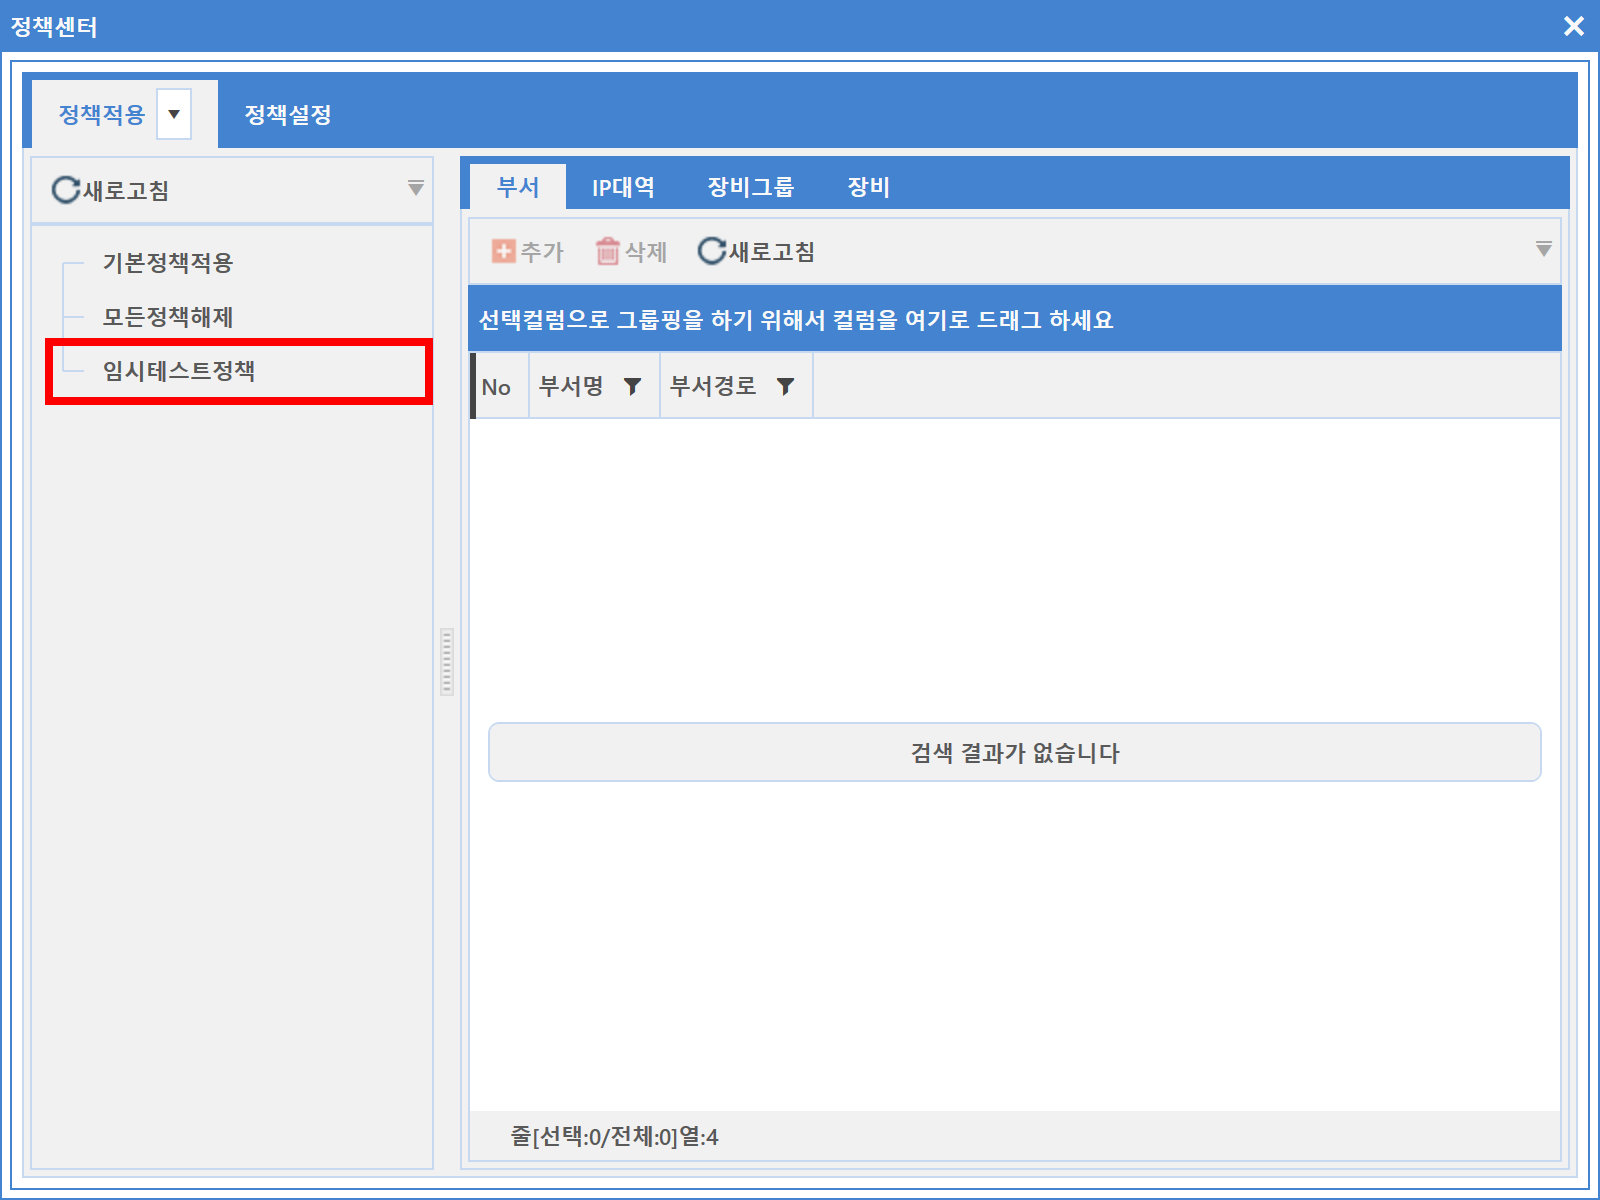 정책센터
정책적용 정책설정
새로고침
기본정책적용
모든정책해제
임시테스트정책
부서 IP대역 장비그룹 장비
추가 삭제 새로고침
선택컬럼으로 그룹핑을 하기 위해서 컬럼을 여기로 드래그 하세요
No 부서명 부서경로
검색 결과가 없습니다
줄[선택:0/전체:0]열:4